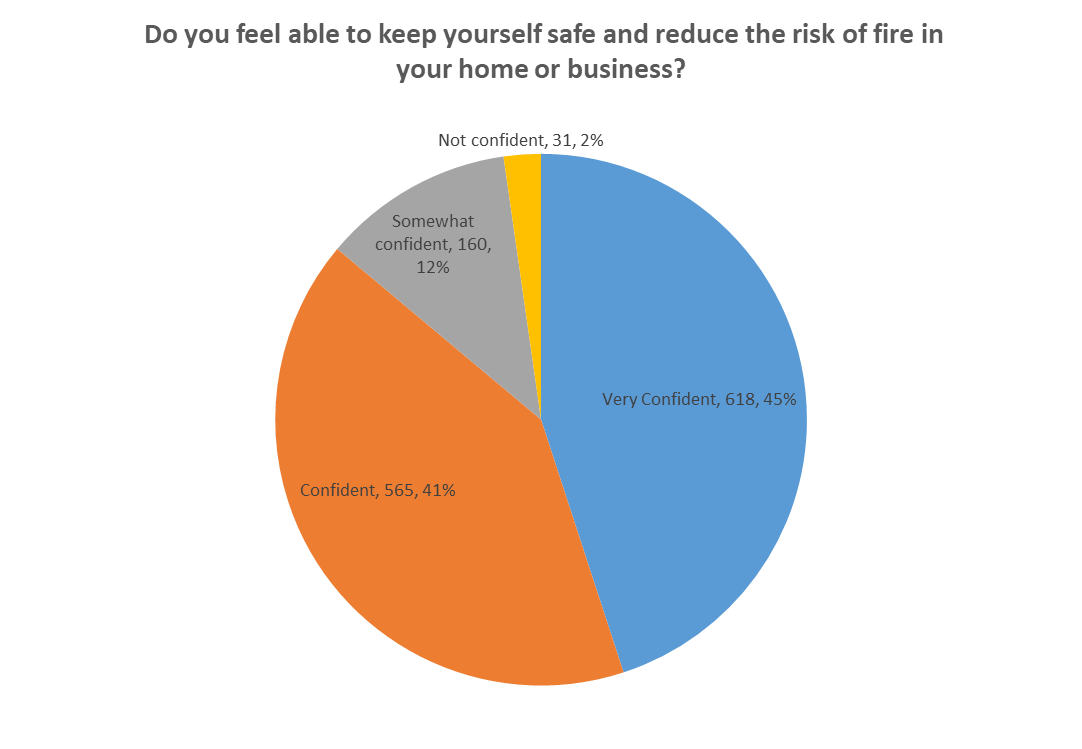 Do you feel able to keep yourself safe and reduce the risk of fire in
your home or business?
Not confident, 31, 2%
Somewhat
confident, 160,
12%
Very Confident, 618, 45%
Confident, 565, 41%